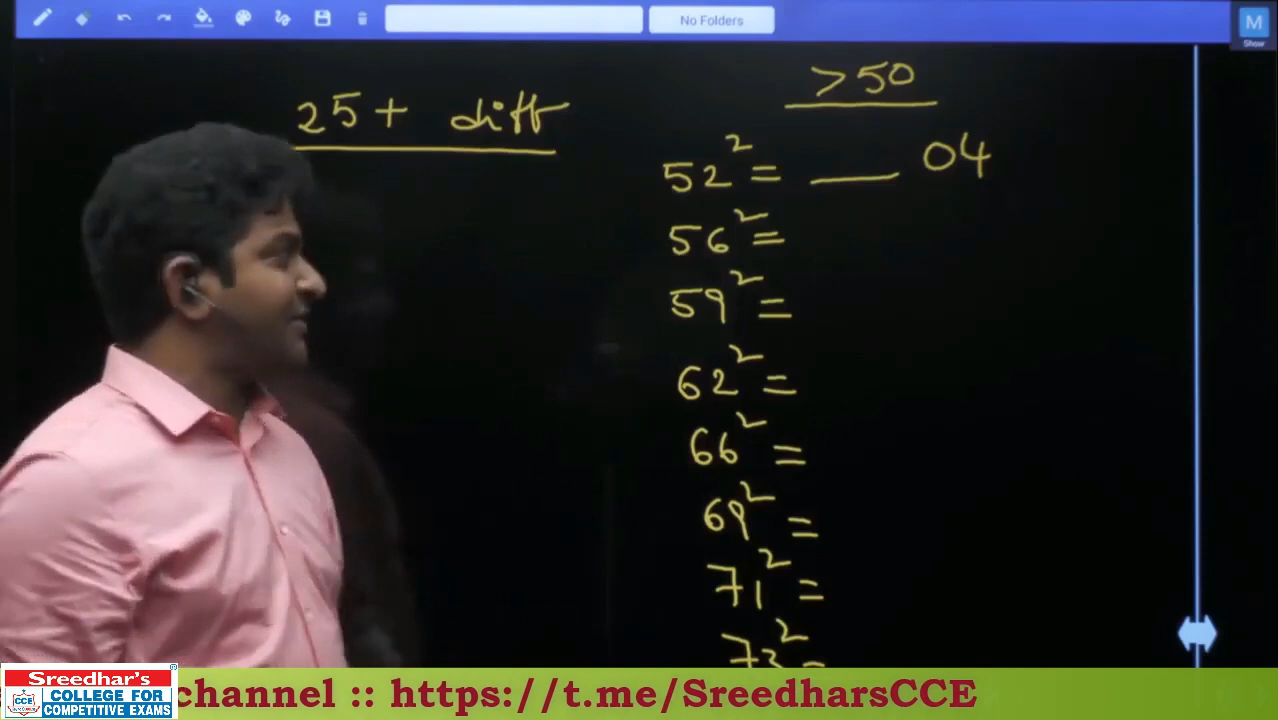 No Folders
M
Show
25+ diff
>50
52² = ___ 04
56² =
59² =
62² =
66² =
69² =
71² =
73² =
Sreedhar's
CCE
COLLEGE FOR
COMPETITIVE EXAMS
channel :: https://t.me/SreedharsCCE